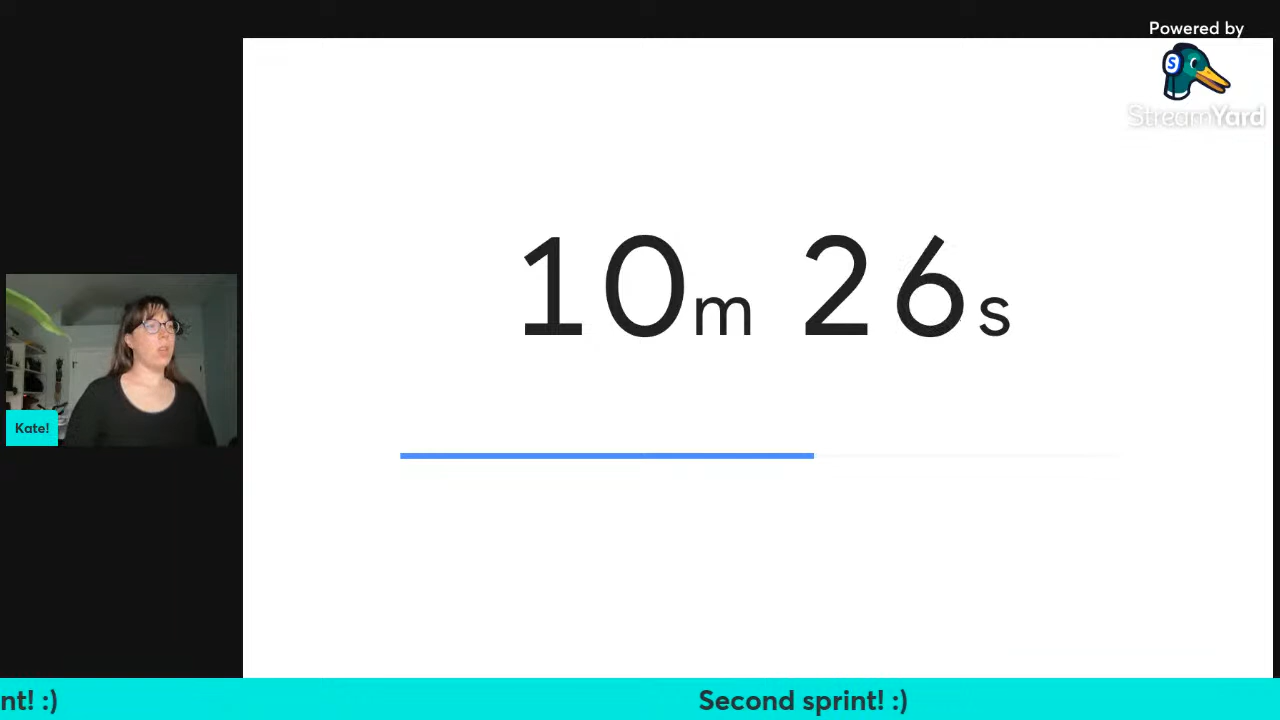 Powered by
S
StreamYard
10m 26s
Kate!
nt! :)
Second sprint! :)